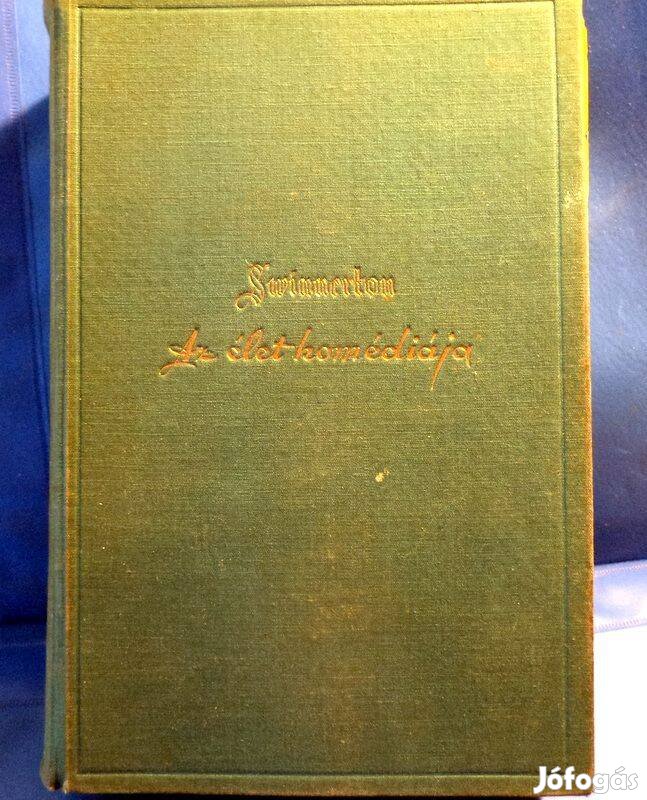 Swinnerton
Az élet komédiája
Jófogás